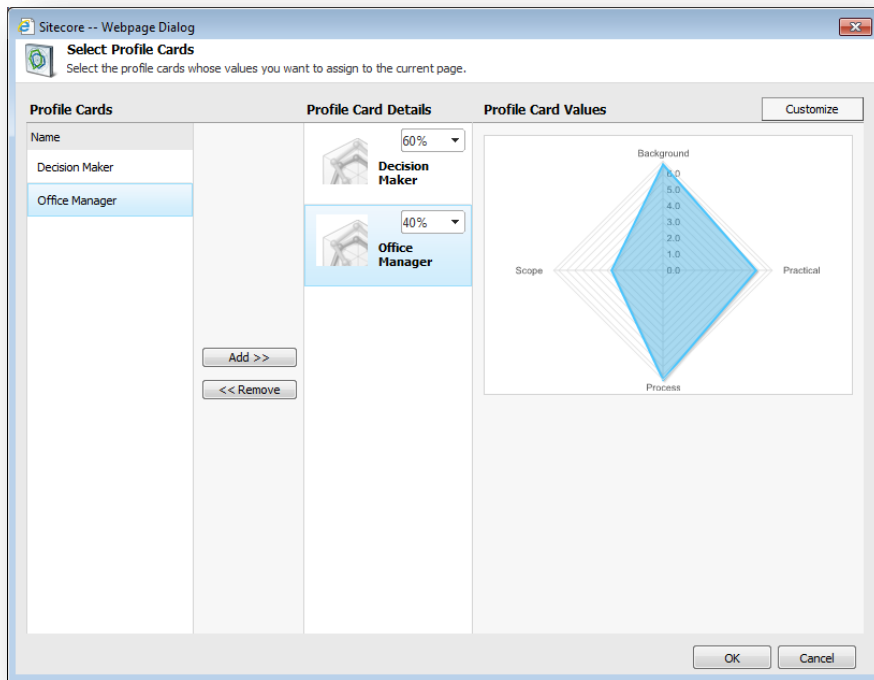 Sitecore -- Webpage Dialog
Select Profile Cards
Select the profile cards whose values you want to assign to the current page.
Profile Cards
Name
Decision Maker
Office Manager
Add >>
<< Remove
Profile Card Details
60%
Decision
Maker
40%
Office
Manager
Profile Card Values
Customize
Background
6.0
5.0
4.0
3.0
2.0
1.0
0.0
Scope
Practical
Process
OK
Cancel